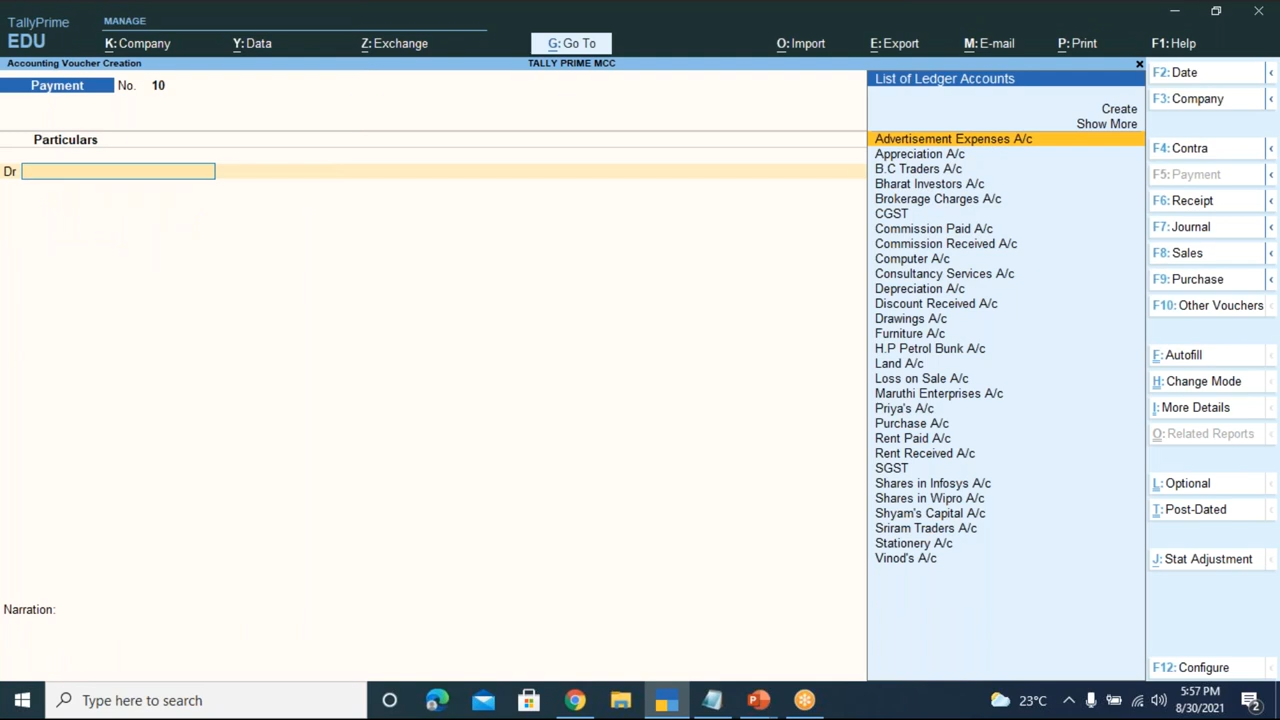 TallyPrime
EDU
MANAGE
K: Company
Y: Data
Z: Exchange
G: Go To
O: Import
E: Export
M: E-mail
P: Print
F1: Help
Accounting Voucher Creation
TALLY PRIME MCC
Payment No. 10
Particulars
Dr
Narration:
List of Ledger Accounts
Create
Show More
Advertisement Expenses A/c
Appreciation A/c
B.C Traders A/c
Bharat Investors A/c
Brokerage Charges A/c
CGST
Commission Paid A/c
Commission Received A/c
Computer A/c
Consultancy Services A/c
Depreciation A/c
Discount Received A/c
Drawings A/c
Furniture A/c
H.P Petrol Bunk A/c
Land A/c
Loss on Sale A/c
Maruthi Enterprises A/c
Priya's A/c
Purchase A/c
Rent Paid A/c
Rent Received A/c
SGST
Shares in Infosys A/c
Shares in Wipro A/c
Shyam's Capital A/c
Sriram Traders A/c
Stationery A/c
Vinod's A/c
F2: Date
F3: Company
F4: Contra
F5: Payment
F6: Receipt
F7: Journal
F8: Sales
F9: Purchase
F10: Other Vouchers
F: Autofill
H: Change Mode
I: More Details
O: Related Reports
L: Optional
T: Post-Dated
J: Stat Adjustment
F12: Configure
Type here to search
23°C
5:57 PM
8/30/2021
2